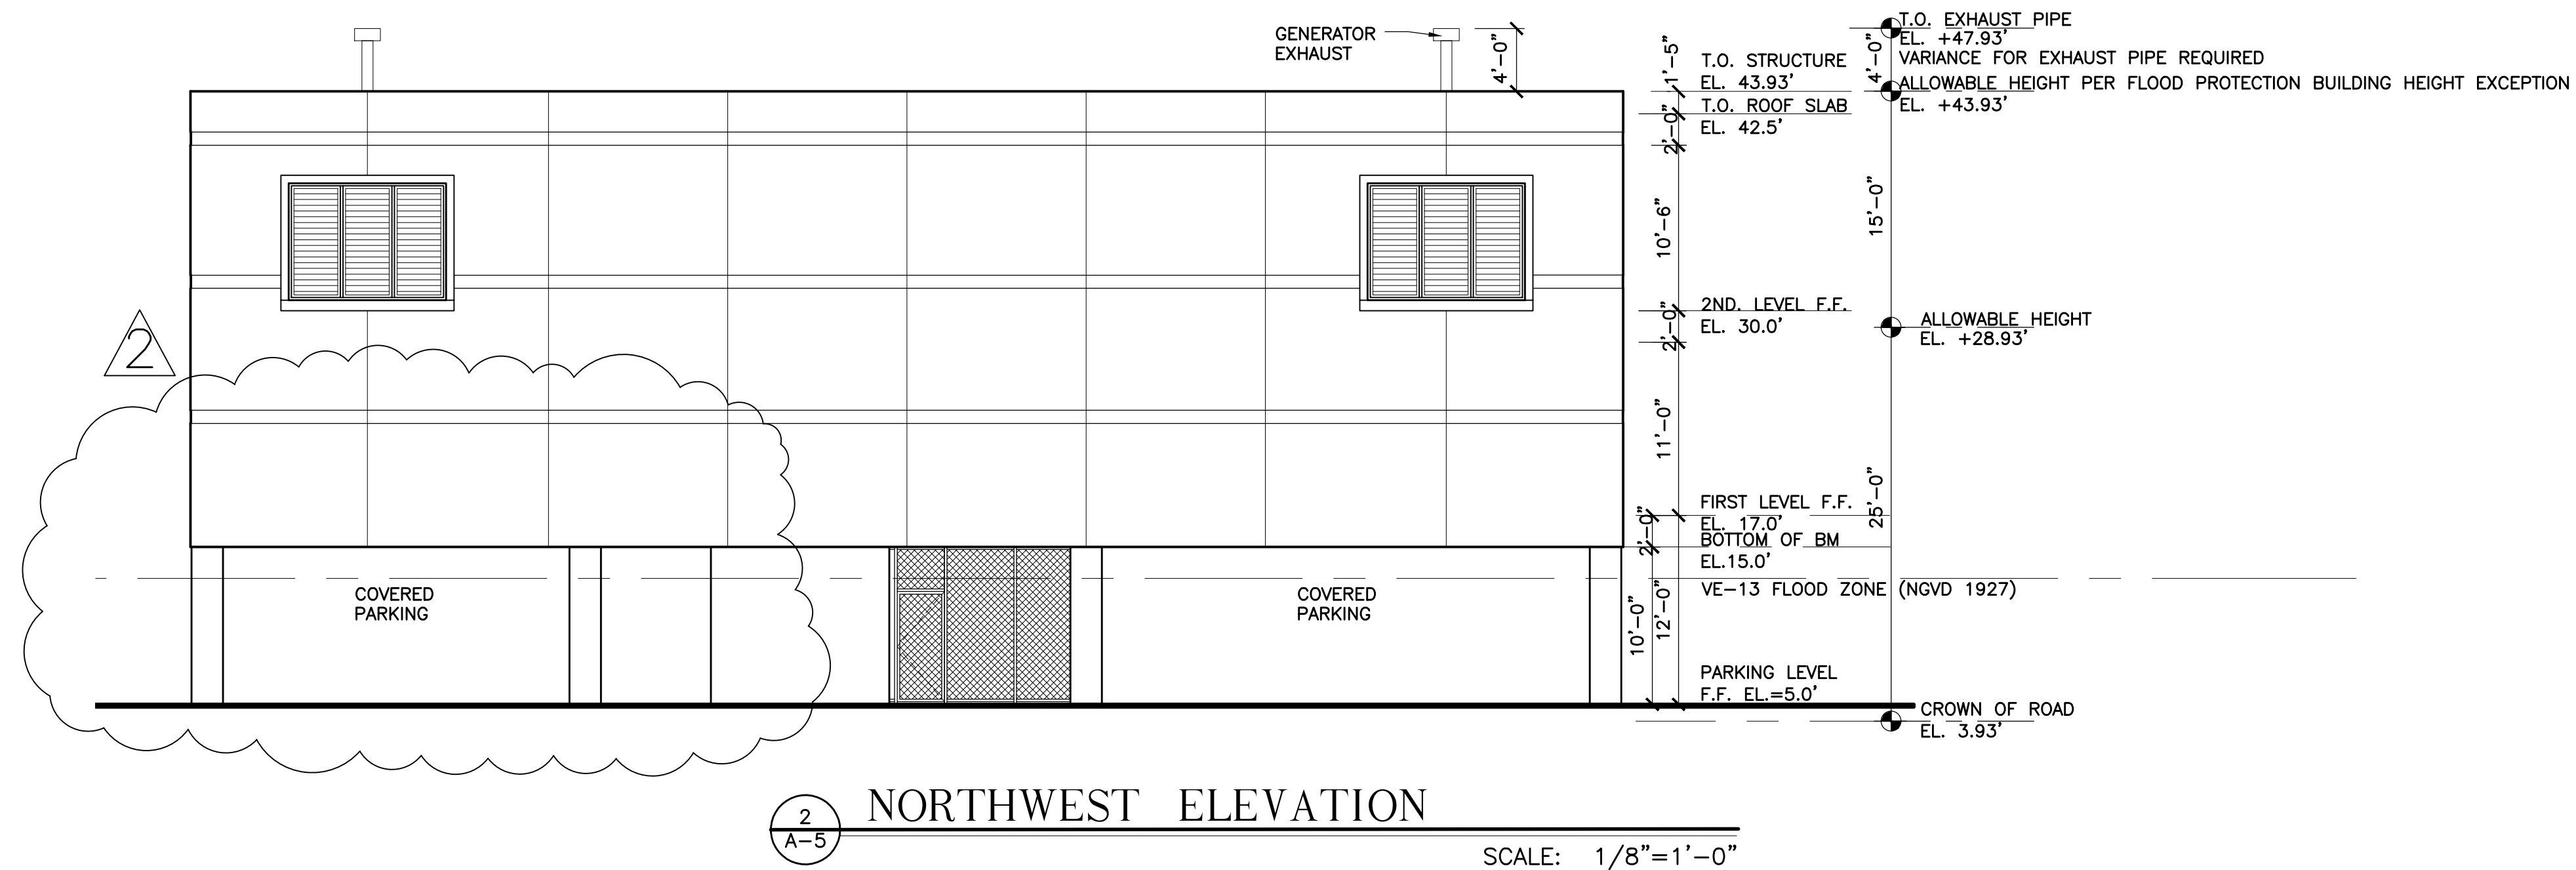 GENERATOR
EXHAUST
4'-0"
1'-5"
2'-0"
10'-6"
2'-0"
11'-0"
2'-0"
10'-0"
12'-0"
T.O. STRUCTURE
EL. 43.93'
T.O. ROOF SLAB
EL. 42.5'
2ND. LEVEL F.F.
EL. 30.0'
FIRST LEVEL F.F.
EL. 17.0'
BOTTOM OF BM
EL.15.0'
VE-13 FLOOD ZONE (NGVD 1927)
PARKING LEVEL
F.F. EL.=5.0'
4'-0"
15'-0"
25'-0"
T.O. EXHAUST PIPE
EL. +47.93'
VARIANCE FOR EXHAUST PIPE REQUIRED
ALLOWABLE HEIGHT PER FLOOD PROTECTION BUILDING HEIGHT EXCEPTION
EL. +43.93'
ALLOWABLE HEIGHT
EL. +28.93'
CROWN OF ROAD
EL. 3.93'
2
COVERED
PARKING
COVERED
PARKING
2
A-5
NORTHWEST ELEVATION
SCALE: 1/8"=1'-0"